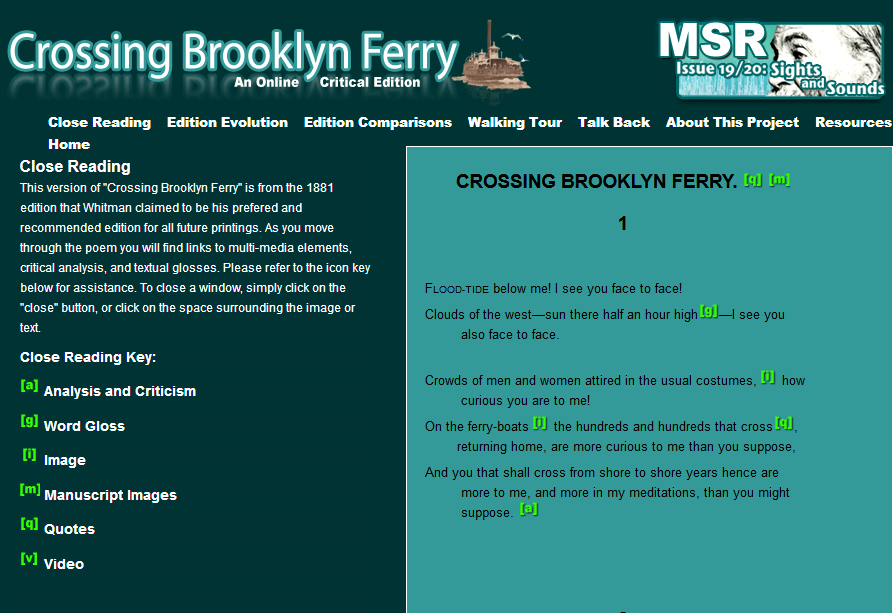 Crossing Brooklyn Ferry
An Online Critical Edition
MSR
Issue 19/20: Sights
and Sounds
Close Reading Edition Evolution Edition Comparisons Walking Tour Talk Back About This Project Resources
Home
Close Reading
This version of "Crossing Brooklyn Ferry" is from the 1881
edition that Whitman claimed to be his prefered and
recommended edition for all future printings. As you move
through the poem you will find links to multi-media elements,
critical analysis, and textual glosses. Please refer to the icon key
below for assistance. To close a window, simply click on the
"close" button, or click on the space surrounding the image or
text.
Close Reading Key:
[a] Analysis and Criticism
[g] Word Gloss
[i] Image
[m] Manuscript Images
[q] Quotes
[v] Video
CROSSING BROOKLYN FERRY. [q] [m]
1
FLOOD-TIDE below me! I see you face to face!
Clouds of the west—sun there half an hour high[g]—I see you
also face to face.
Crowds of men and women attired in the usual costumes, [i] how
curious you are to me!
On the ferry-boats [i] the hundreds and hundreds that cross[q],
returning home, are more curious to me than you suppose,
And you that shall cross from shore to shore years hence are
more to me, and more in my meditations, than you might
suppose. [a]